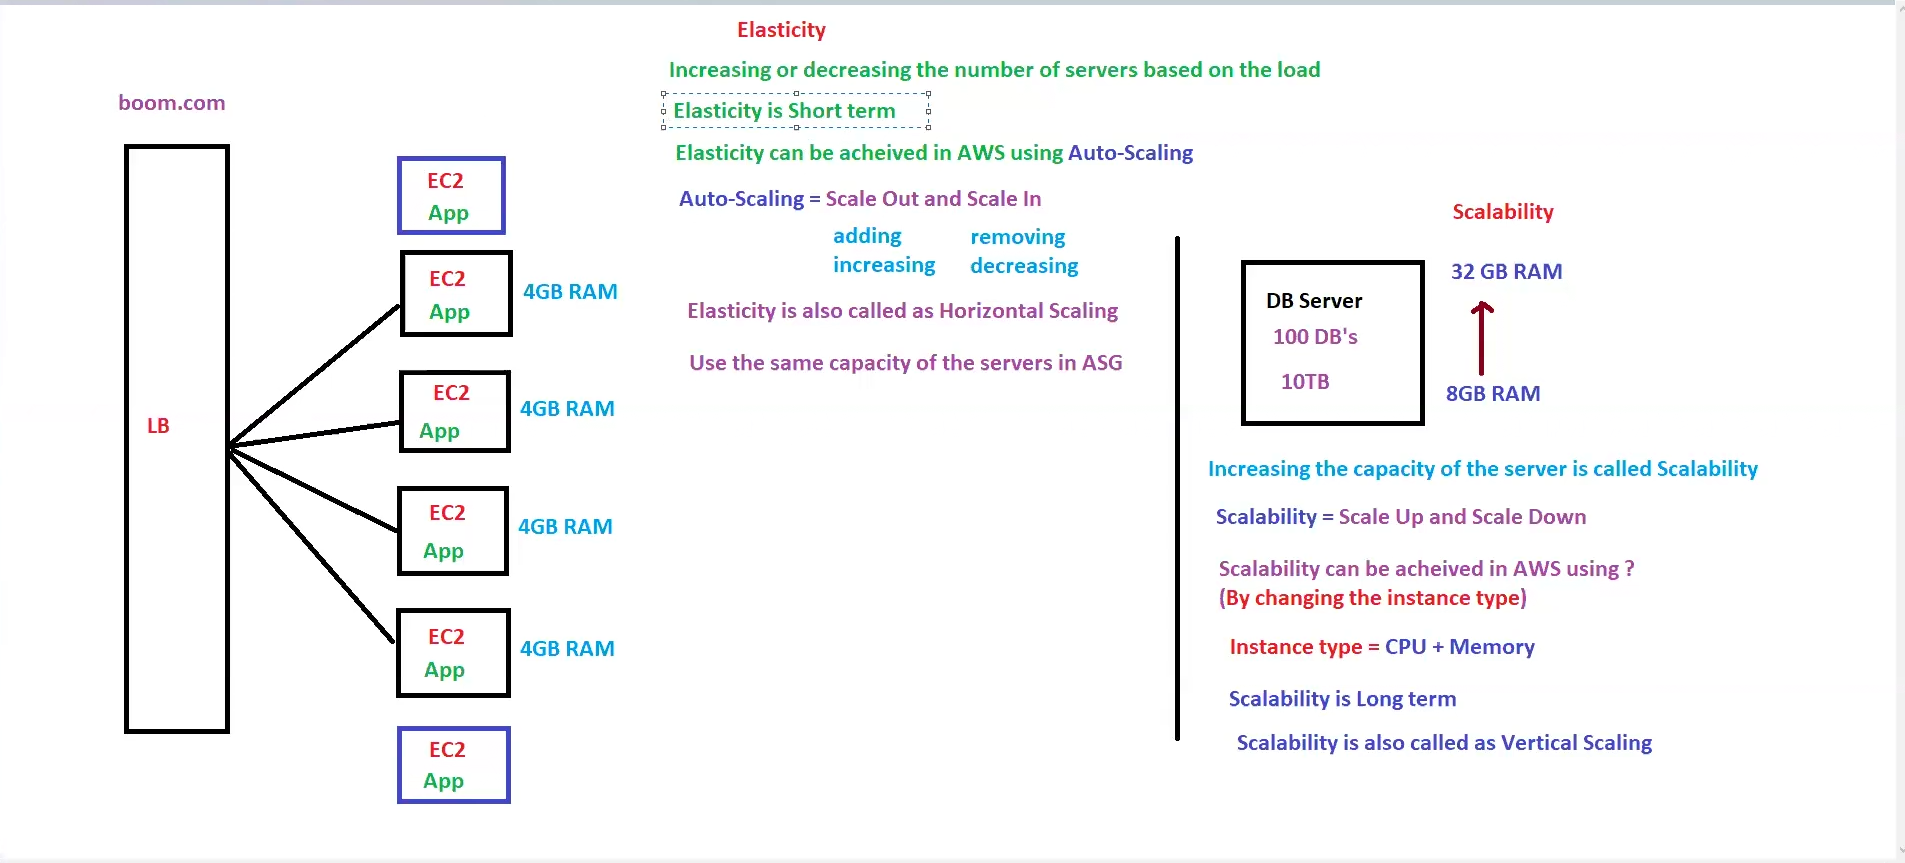 boom.com
LB
EC2
App
EC2
App
4GB RAM
EC2
App
4GB RAM
EC2
App
4GB RAM
EC2
App
4GB RAM
EC2
App
Elasticity
Increasing or decreasing the number of servers based on the load
Elasticity is Short term
Elasticity can be acheived in AWS using Auto-Scaling
Auto-Scaling = Scale Out and Scale In
adding removing
increasing decreasing
Elasticity is also called as Horizontal Scaling
Use the same capacity of the servers in ASG
Scalability
32 GB RAM
DB Server
100 DB's
10TB
8GB RAM
Increasing the capacity of the server is called Scalability
Scalability = Scale Up and Scale Down
Scalability can be acheived in AWS using ?
(By changing the instance type)
Instance type = CPU + Memory
Scalability is Long term
Scalability is also called as Vertical Scaling